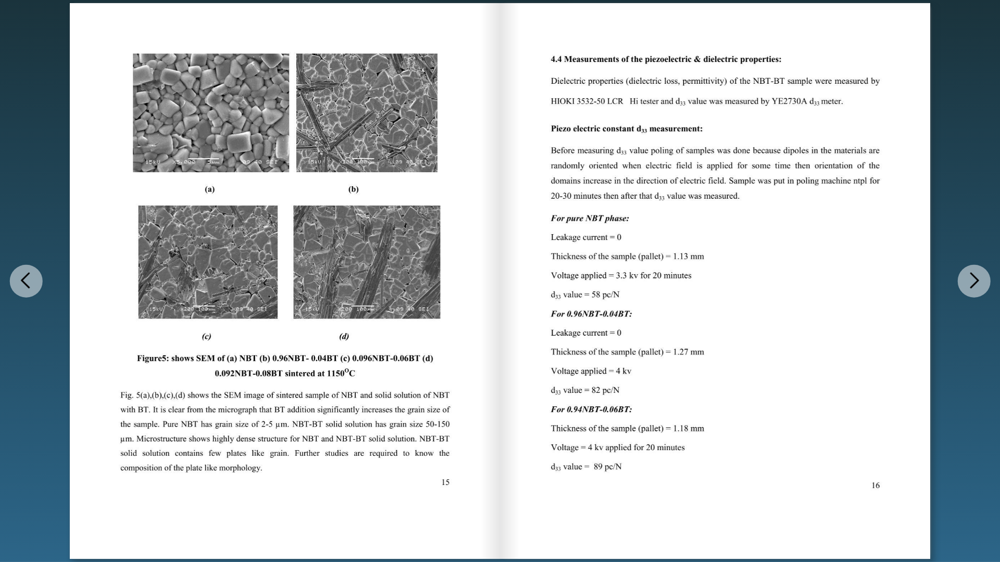 15kU X5,000 5μm 09 40 SEI
15kU X200 100μm 09 40 SEI
(a) (b)
15kU X200 100μm 09 40 SEI
15kU X200 100μm 09 40 SEI
(c) (d)
Figure5: shows SEM of (a) NBT (b) 0.96NBT- 0.04BT (c) 0.096NBT-0.06BT (d)
0.092NBT-0.08BT sintered at 1150ᴼC
Fig. 5(a),(b),(c),(d) shows the SEM image of sintered sample of NBT and solid solution of NBT
with BT. It is clear from the micrograph that BT addition significantly increases the grain size of
the sample. Pure NBT has grain size of 2-5 μm. NBT-BT solid solution has grain size 50-150
μm. Microstructure shows highly dense structure for NBT and NBT-BT solid solution. NBT-BT
solid solution contains few plates like grain. Further studies are required to know the
composition of the plate like morphology.
15
4.4 Measurements of the piezoelectric & dielectric properties:
Dielectric properties (dielectric loss, permittivity) of the NBT-BT sample were measured by
HIOKI 3532-50 LCR Hi tester and d₃₃ value was measured by YE2730A d₃₃ meter.
Piezo electric constant d₃₃ measurement:
Before measuring d₃₃ value poling of samples was done because dipoles in the materials are
randomly oriented when electric field is applied for some time then orientation of the
domains increase in the direction of electric field. Sample was put in poling machine ntpl for
20-30 minutes then after that d₃₃ value was measured.
For pure NBT phase:
Leakage current = 0
Thickness of the sample (pallet) = 1.13 mm
Voltage applied = 3.3 kv for 20 minutes
d₃₃ value = 58 pc/N
For 0.96NBT-0.04BT:
Leakage current = 0
Thickness of the sample (pallet) = 1.27 mm
Voltage applied = 4 kv
d₃₃ value = 82 pc/N
For 0.94NBT-0.06BT:
Thickness of the sample (pallet) = 1.18 mm
Voltage = 4 kv applied for 20 minutes
d₃₃ value = 89 pc/N
16